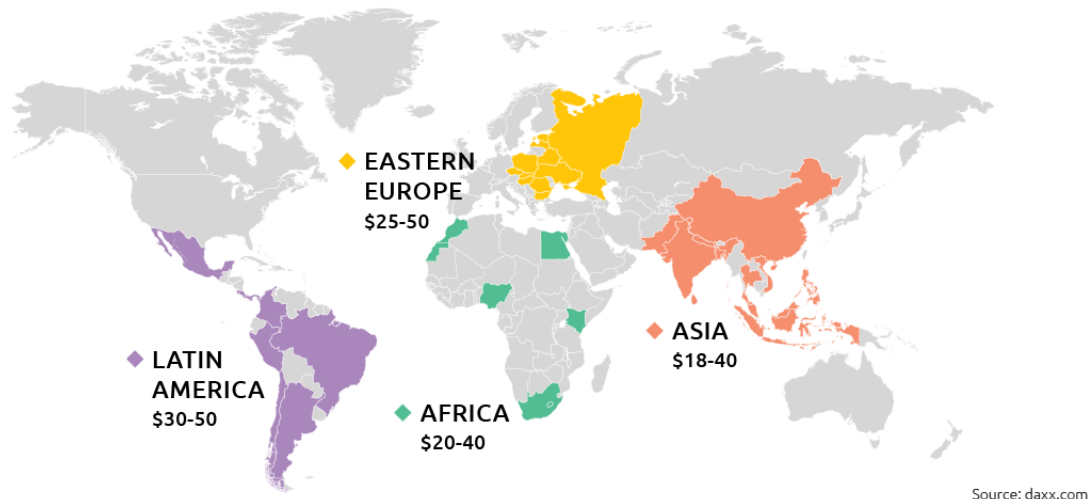 EASTERN
EUROPE
$25-50
LATIN
AMERICA
$30-50
AFRICA
$20-40
ASIA
$18-40
Source: daxx.com